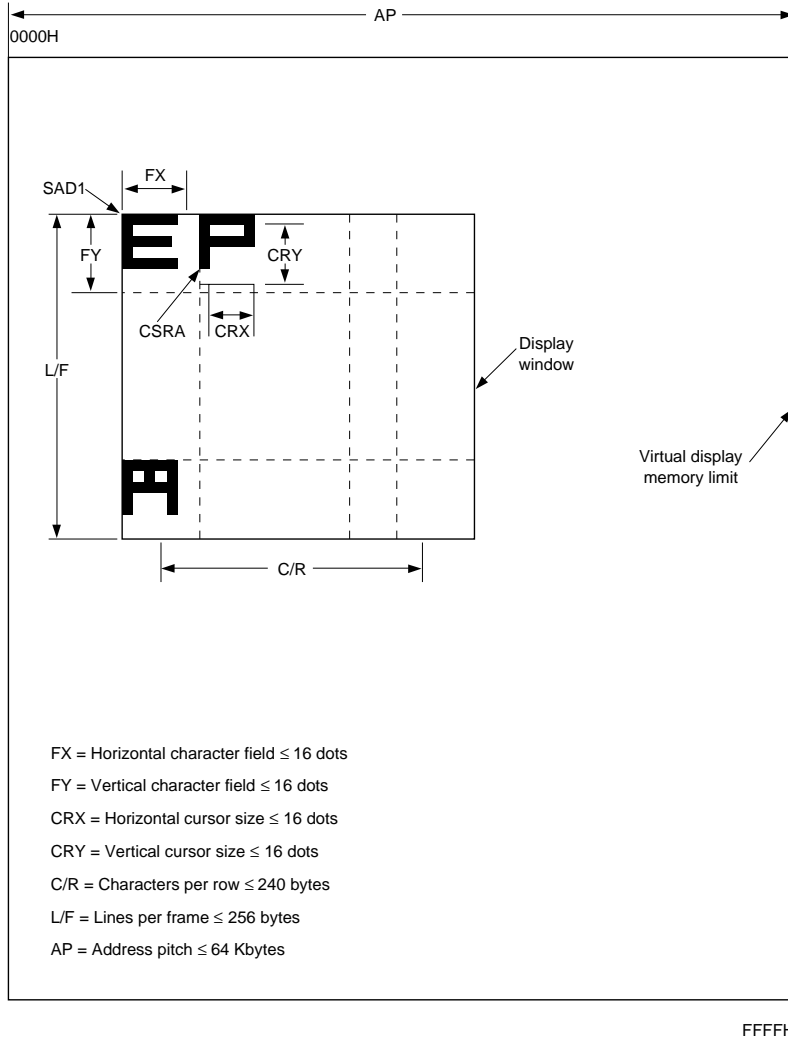 AP
0000H
FX
SAD1
E P
FY
CRY
CSRA
CRX
L/F
Display
window
Virtual display
memory limit
A
C/R
FX = Horizontal character field ≤ 16 dots
FY = Vertical character field ≤ 16 dots
CRX = Horizontal cursor size ≤ 16 dots
CRY = Vertical cursor size ≤ 16 dots
C/R = Characters per row ≤ 240 bytes
L/F = Lines per frame ≤ 256 bytes
AP = Address pitch ≤ 64 Kbytes
FFFFH